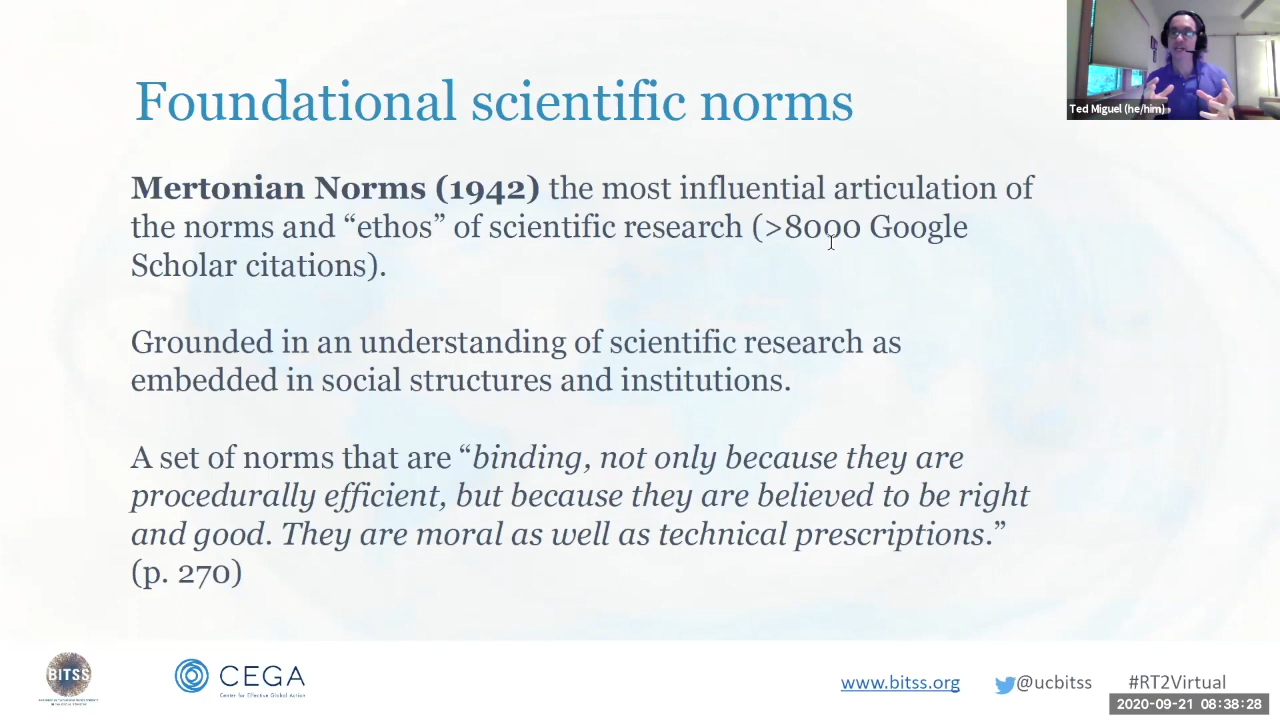 Foundational scientific norms
Ted Miguel (he/him)
Mertonian Norms (1942) the most influential articulation of
the norms and “ethos” of scientific research (>8000 Google
Scholar citations).
Grounded in an understanding of scientific research as
embedded in social structures and institutions.
A set of norms that are “binding, not only because they are
procedurally efficient, but because they are believed to be right
and good. They are moral as well as technical prescriptions.”
(p. 270)
BITSS
CEGA
Center for Effective Global Action
www.bitss.org
@ucbitss
#RT2Virtual
2020-09-21 08:38:28